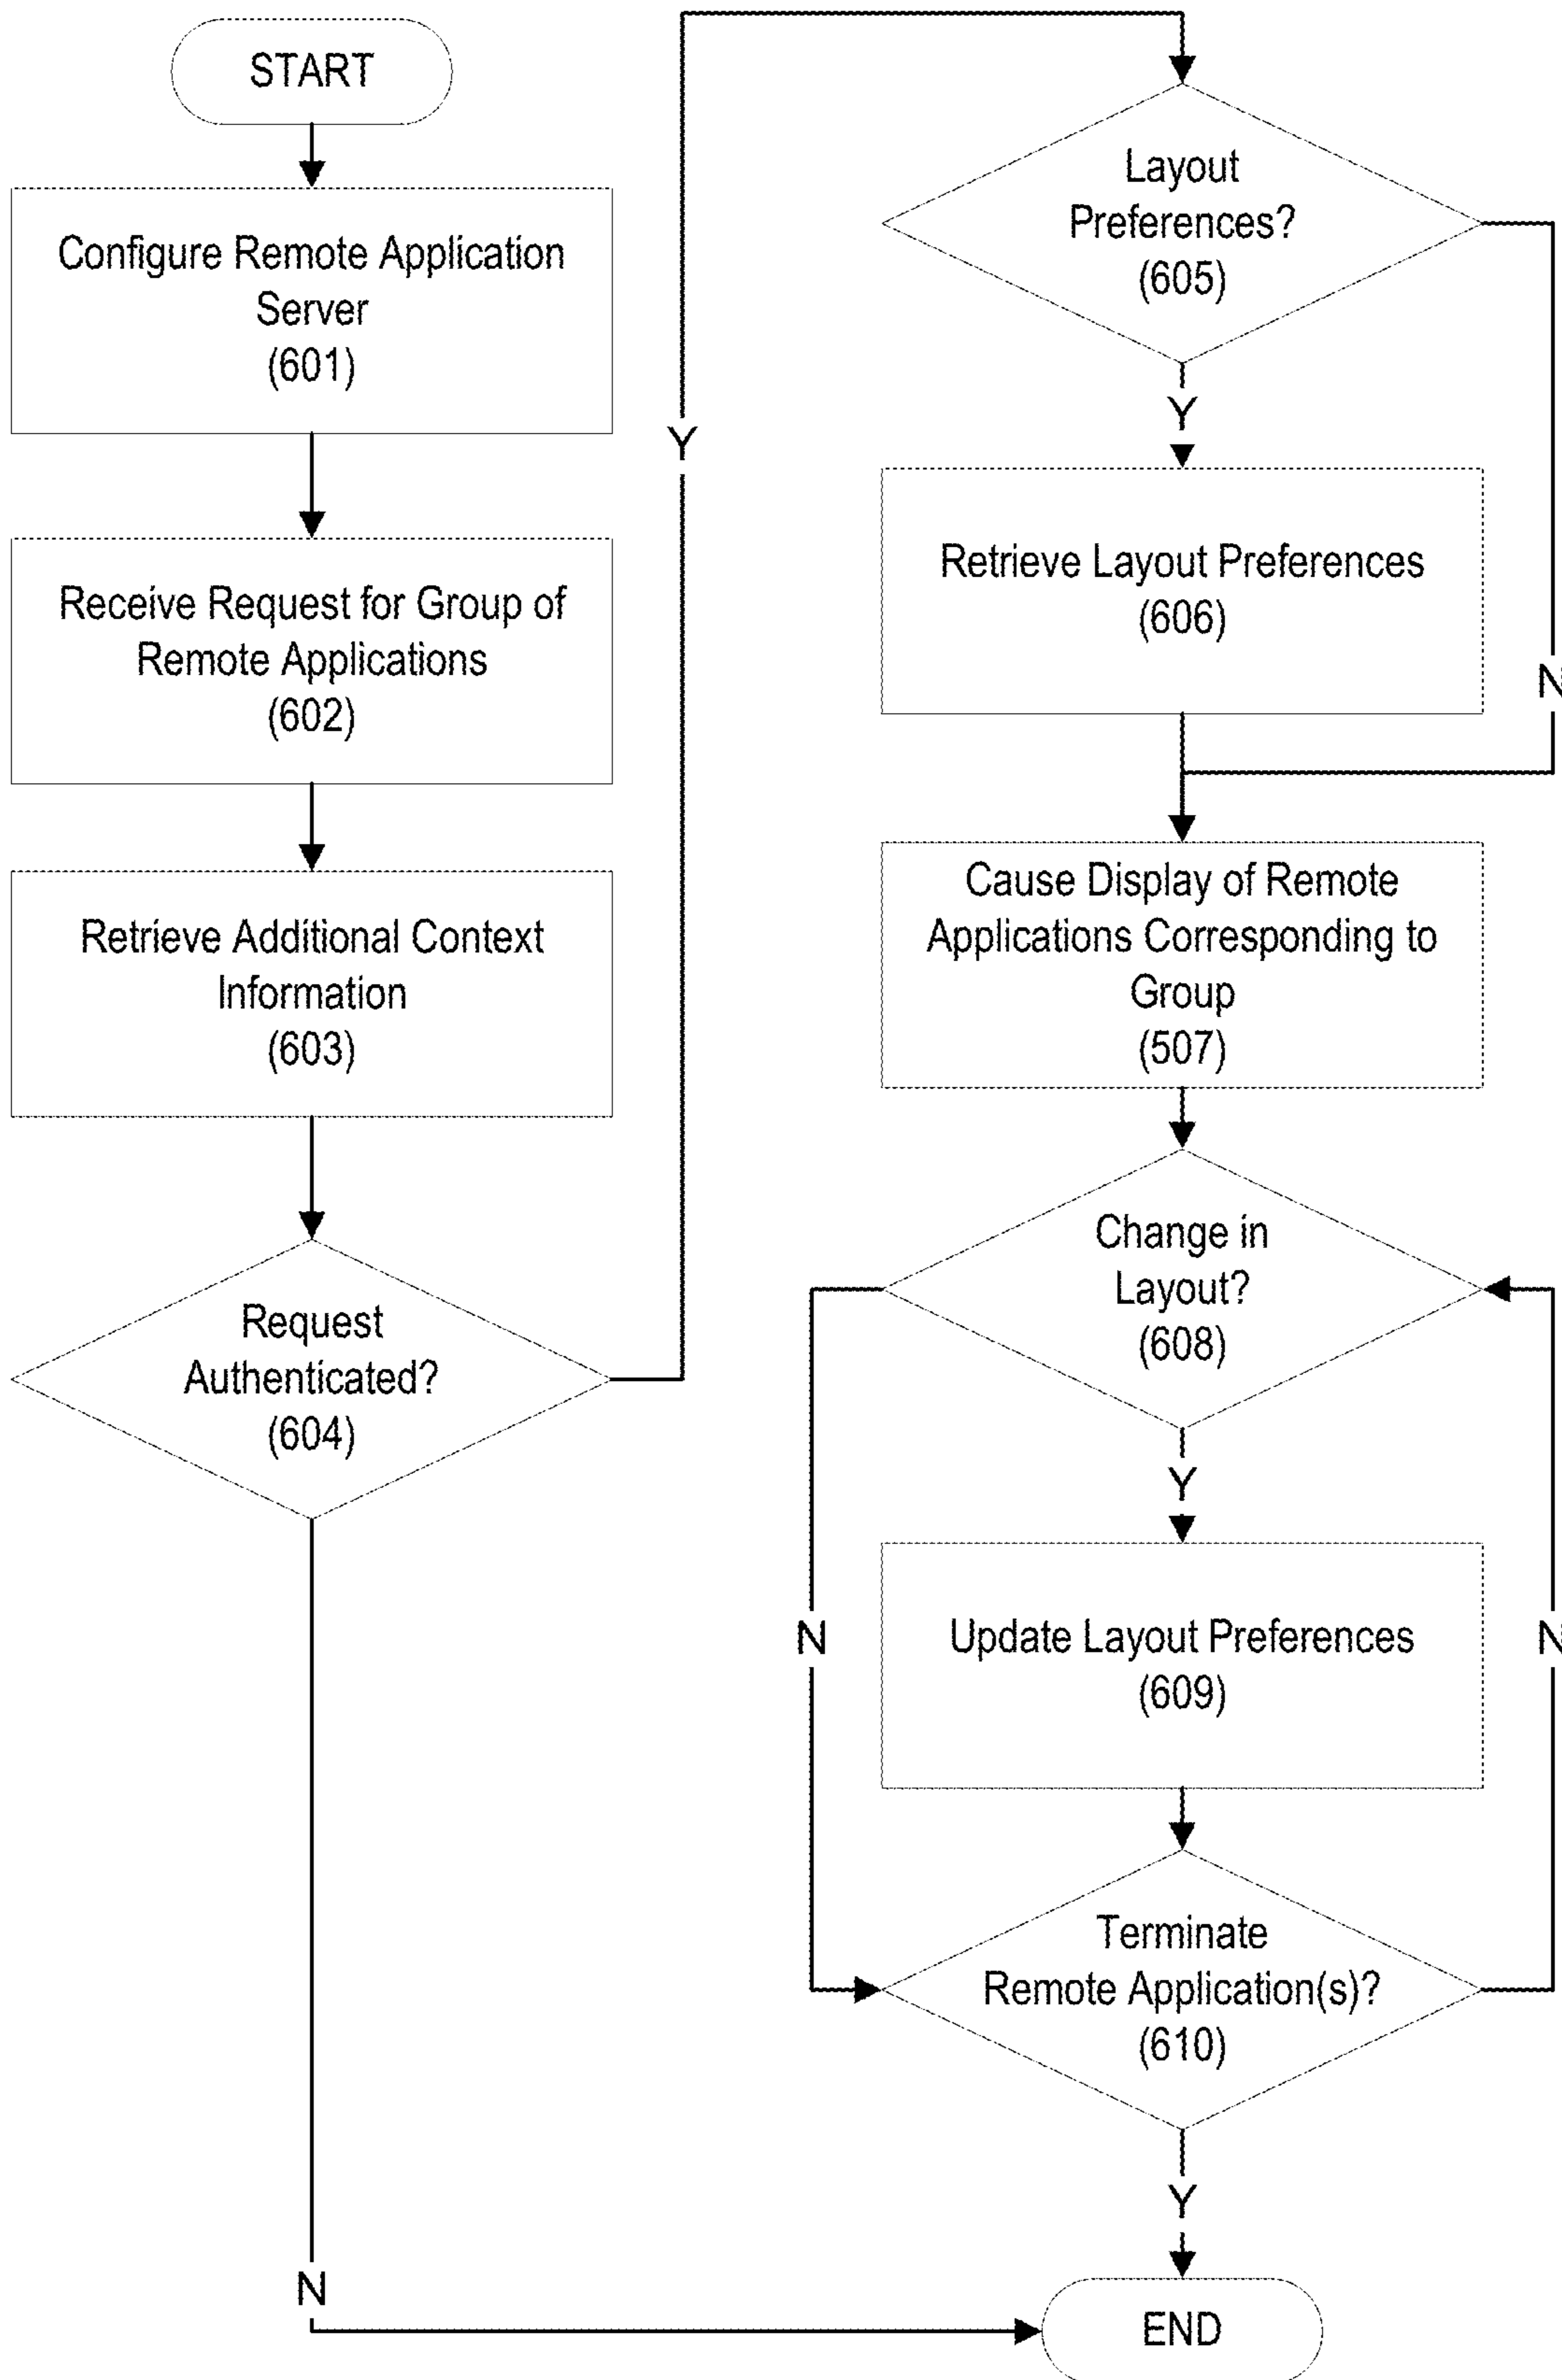 START
Configure Remote Application
Server
(601)
Receive Request for Group of
Remote Applications
(602)
Retrieve Additional Context
Information
(603)
Request
Authenticated?
(604)
N
Y
Layout
Preferences?
(605)
Y
N
Retrieve Layout Preferences
(606)
Cause Display of Remote
Applications Corresponding to
Group
(507)
Change in
Layout?
(608)
Y
N
N
Update Layout Preferences
(609)
Terminate
Remote Application(s)?
(610)
Y
END